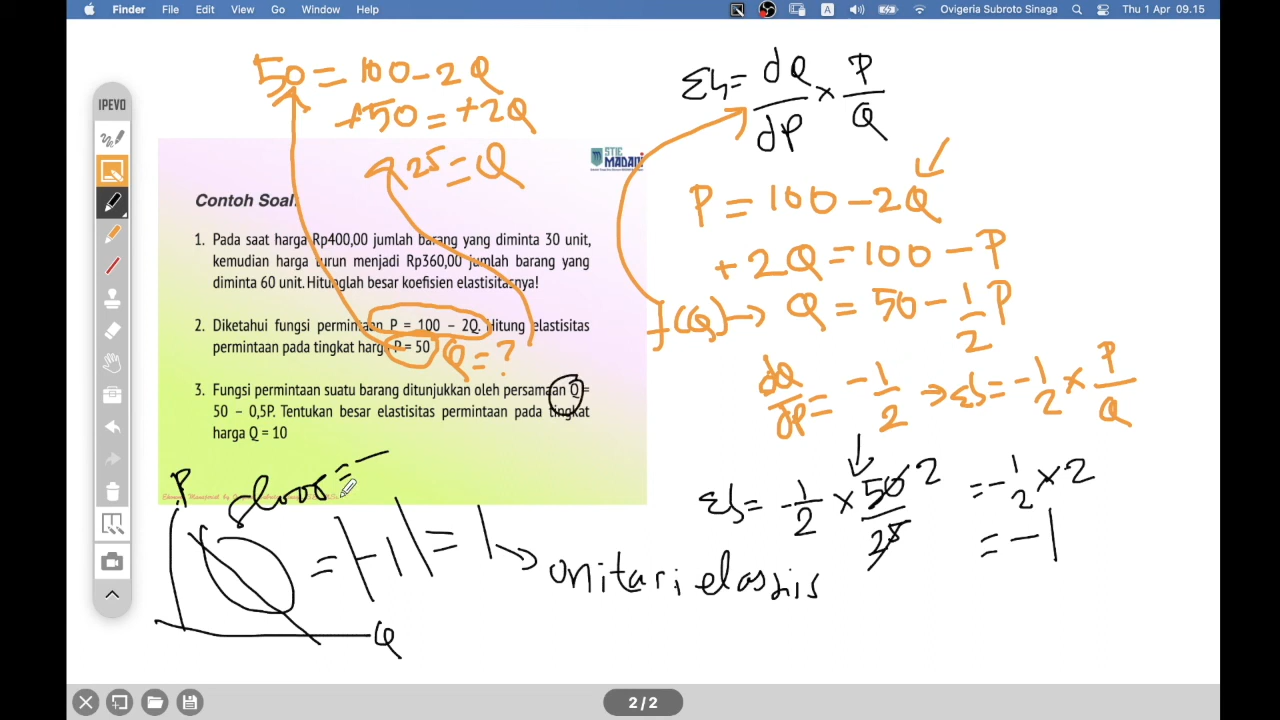 Finder File Edit View Go Window Help
A
Ovigeria Subroto Sinaga Thu 1 Apr 09.15
IPEVO
50 = 100 - 2Q
+50 = +2Q
25 = Q
STIE
MADANI
Contoh Soal:
1. Pada saat harga Rp400,00 jumlah barang yang diminta 30 unit,
kemudian harga turun menjadi Rp360,00 jumlah barang yang
diminta 60 unit. Hitunglah besar koefien elastisitasnya!
2. Diketahui fungsi permintaan P = 100 – 2Q. Hitung elastisitas
permintaan pada tingkat harga P = 50
Q = ?
3. Fungsi permintaan suatu barang ditunjukkan oleh persamaan Q =
50 – 0,5P. Tentukan besar elastisitas permintaan pada tingkat
harga Q = 10
dQ/dP × P/Q
P = 100 - 2Q
+2Q = 100 - P
f(Q) → Q = 50 - 1/2 P
dQ/dP = -1/2 → = -1/2 × P/Q
= -1/2 × 50/25 2 = -1/2 × 2
= -1
= |-1| = 1 → unitari elastis
P
Q
2 / 2